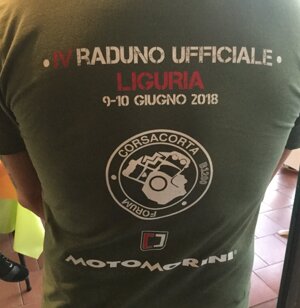 • IV RADUNO UFFICIALE •
LIGURIA
9-10 GIUGNO 2018
CORSACORTA
FORUM
MOTOMORINI